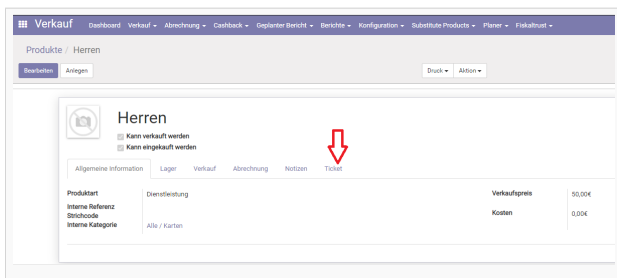 Verkauf Dashboard Verkauf Abrechnung Cashback Geplanter Bericht Berichte Konfiguration Substitute Products Planer Fiskaltrust
Produkte / Herren
Bearbeiten Anlegen Druck Aktion
Herren
Kann verkauft werden
Kann eingekauft werden
Allgemeine Information Lager Verkauf Abrechnung Notizen Ticket
Produktart Dienstleistung Verkaufspreis 50,00€
Interne Referenz
Strichcode Kosten 0,00€
Interne Kategorie Alle / Karten